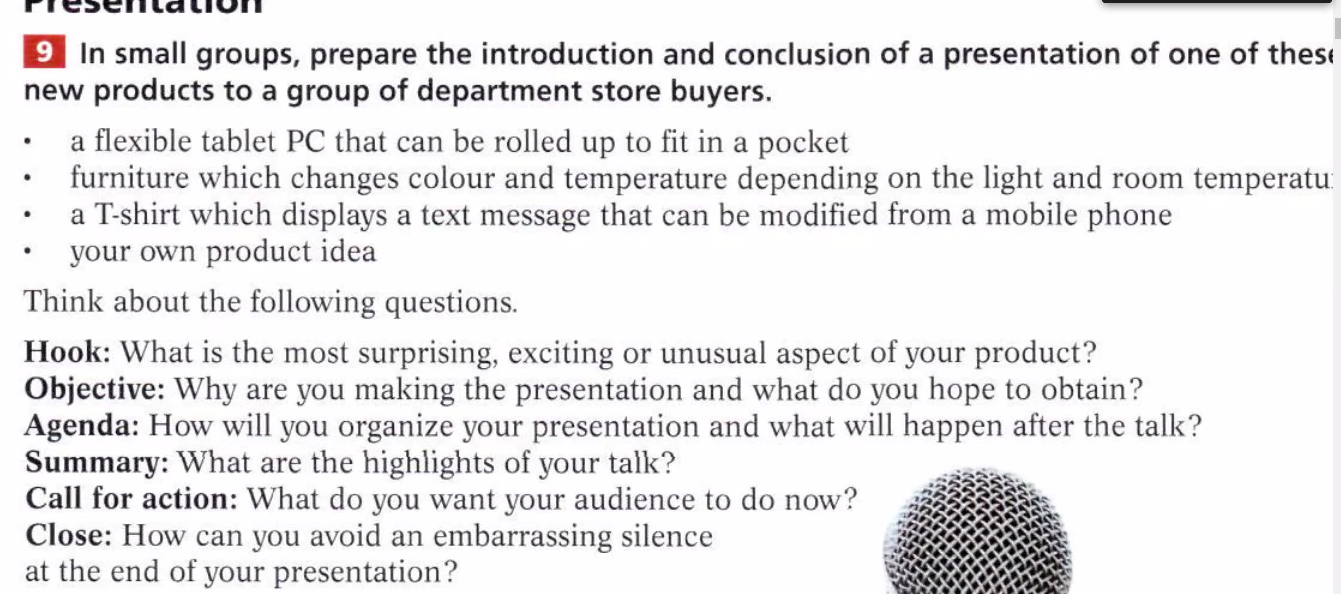 Presentation
9 In small groups, prepare the introduction and conclusion of a presentation of one of these
new products to a group of department store buyers.
· a flexible tablet PC that can be rolled up to fit in a pocket
· furniture which changes colour and temperature depending on the light and room temperatu
· a T-shirt which displays a text message that can be modified from a mobile phone
· your own product idea
Think about the following questions.
Hook: What is the most surprising, exciting or unusual aspect of your product?
Objective: Why are you making the presentation and what do you hope to obtain?
Agenda: How will you organize your presentation and what will happen after the talk?
Summary: What are the highlights of your talk?
Call for action: What do you want your audience to do now?
Close: How can you avoid an embarrassing silence
at the end of your presentation?